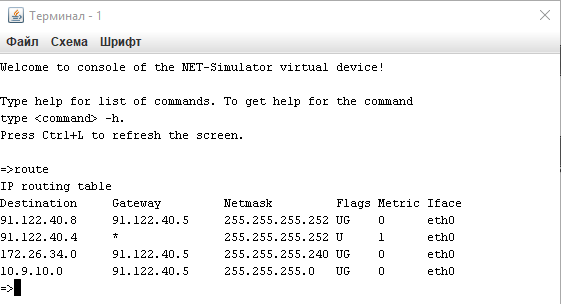 Терминал - 1
Файл Схема Шрифт
Welcome to console of the NET-Simulator virtual device!
Type help for list of commands. To get help for the command
type <command> -h.
Press Ctrl+L to refresh the screen.
=>route
IP routing table
Destination Gateway Netmask Flags Metric Iface
91.122.40.8 91.122.40.5 255.255.255.252 UG 0 eth0
91.122.40.4 * 255.255.255.252 U 1 eth0
172.26.34.0 91.122.40.5 255.255.255.240 UG 0 eth0
10.9.10.0 91.122.40.5 255.255.255.0 UG 0 eth0
=>